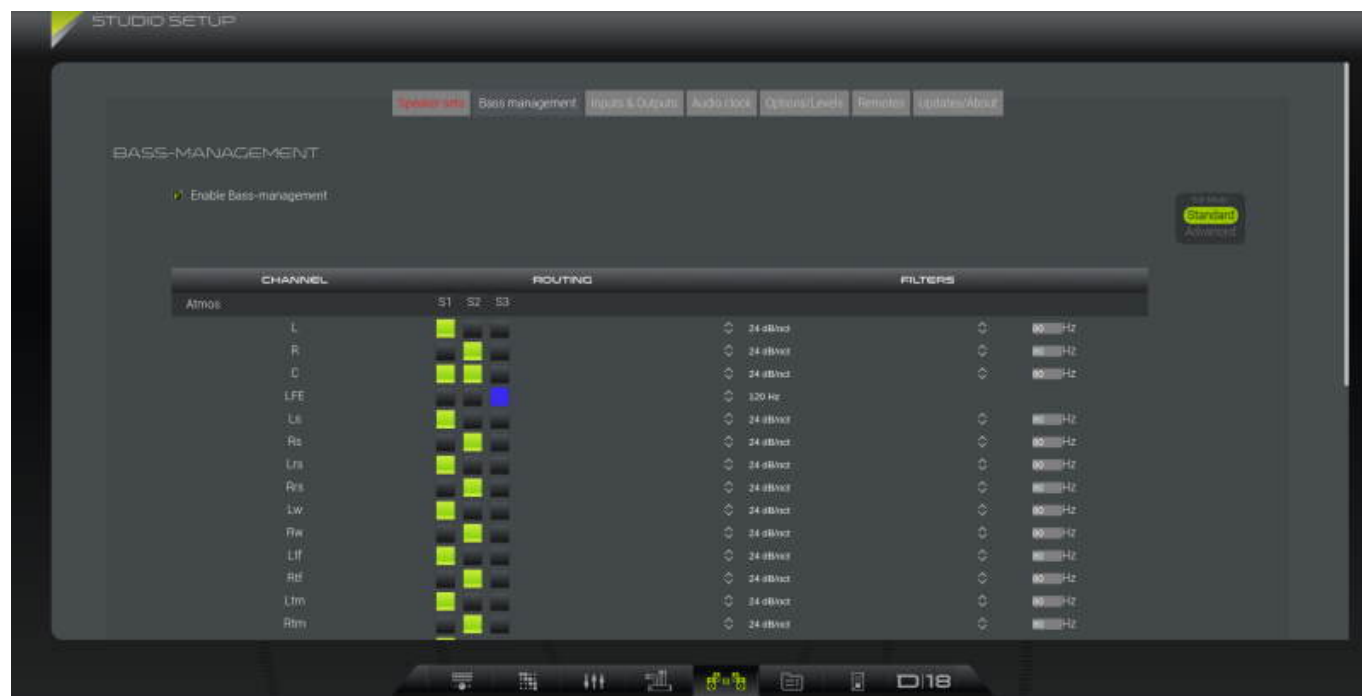 STUDIO SETUP
Speaker sets Bass management Inputs & Outputs Audio clock Options/Levels Remotes Updates/About
BASS-MANAGEMENT
Enable Bass-management
Standard
Advanced
CHANNEL ROUTING FILTERS
Atmos S1 S2 S3
L 24 dB/oct 80 Hz
R 24 dB/oct 80 Hz
C 24 dB/oct 80 Hz
LFE 120 Hz
Ls 24 dB/oct 80 Hz
Rs 24 dB/oct 80 Hz
Lrs 24 dB/oct 80 Hz
Rrs 24 dB/oct 80 Hz
Lw 24 dB/oct 80 Hz
Rw 24 dB/oct 80 Hz
Ltf 24 dB/oct 80 Hz
Rtf 24 dB/oct 80 Hz
Ltm 24 dB/oct 80 Hz
Rtm 24 dB/oct 80 Hz
D|18